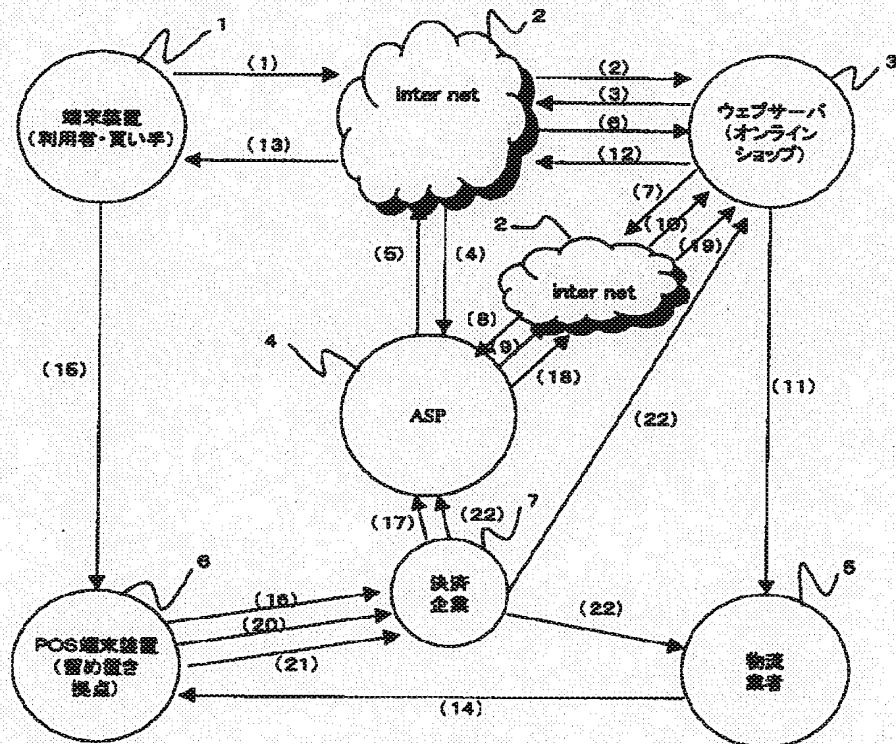 1
2
3
(1)
(2)
inter net
(3)
端末装置
(利用者・買い手)
ウェブサーバ
(オンライン
ショップ)
(6)
(13)
(12)
(7)
2
(10)
(19)
(5)
(4)
inter net
(8)
4
(9)
(15)
(18)
(11)
ASP
(22)
(17)
(22)
7
6
5
決済
企業
(16)
(22)
(20)
POS端末装置
(留め置き
拠点)
(21)
物流
業者
(14)